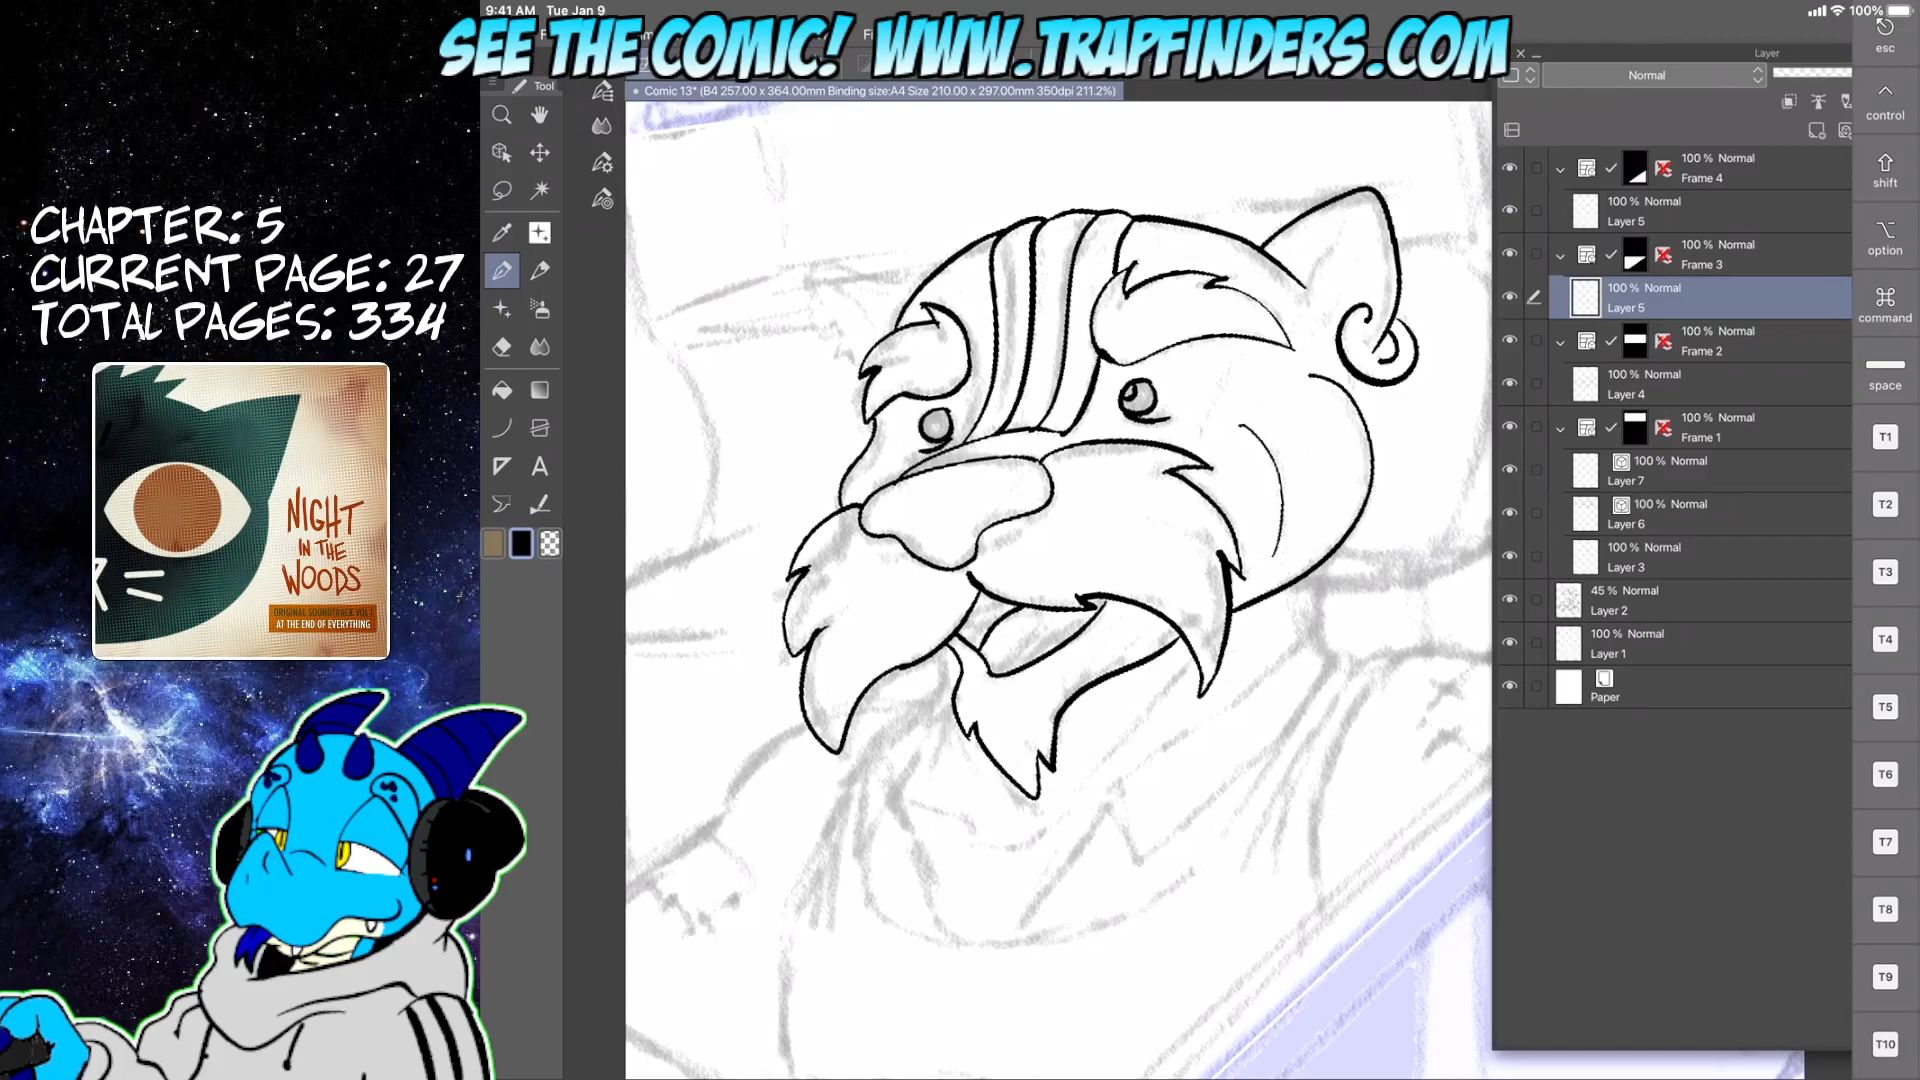 9:41 AM Tue Jan 9
100%
SEE THE COMIC! WWW.TRAPFINDERS.COM
CHAPTER: 5
CURRENT PAGE: 27
TOTAL PAGES: 334
NIGHT
IN THE
WOODS
ORIGINAL SOUNDTRACK VOL 1
AT THE END OF EVERYTHING
Tool
Comic 13* (B4 257.00 x 364.00mm Binding size:A4 Size 210.00 x 297.00mm 350dpi 211.2%)
Layer
Normal
100 % Normal
Frame 4
100 % Normal
Layer 5
100 % Normal
Frame 3
100 % Normal
Layer 5
100 % Normal
Frame 2
100 % Normal
Layer 4
100 % Normal
Frame 1
100 % Normal
Layer 7
100 % Normal
Layer 6
100 % Normal
Layer 3
45 % Normal
Layer 2
100 % Normal
Layer 1
Paper
esc
control
shift
option
command
space
T1
T2
T3
T4
T5
T6
T7
T8
T9
T10